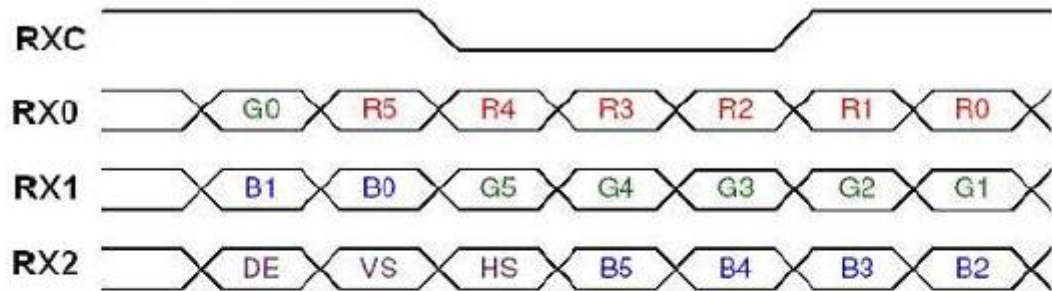 RXC
RX0 G0 R5 R4 R3 R2 R1 R0
RX1 B1 B0 G5 G4 G3 G2 G1
RX2 DE VS HS B5 B4 B3 B2